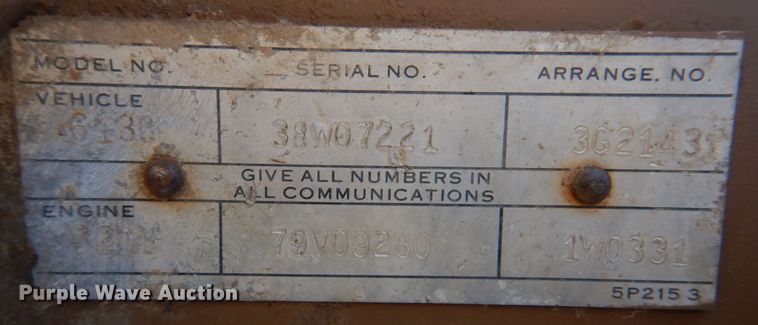 MODEL NO. SERIAL NO. ARRANGE. NO.
VEHICLE
38W07221 3G2143
GIVE ALL NUMBERS IN
ALL COMMUNICATIONS
ENGINE
1W0331
5P215 3
Purple Wave Auction